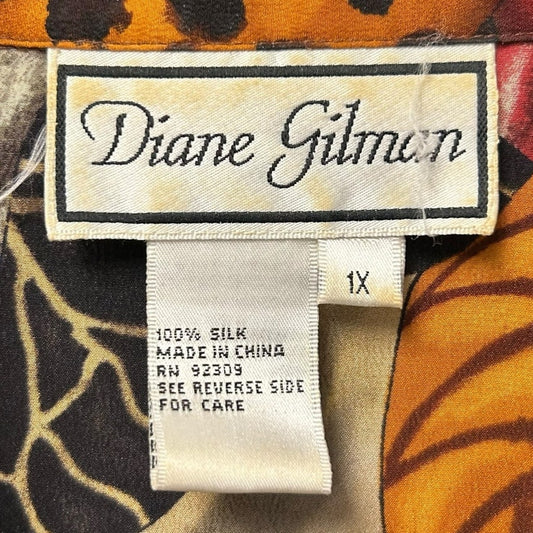 Diane Gilman
1X
100% SILK
MADE IN CHINA
RN 92309
SEE REVERSE SIDE
FOR CARE